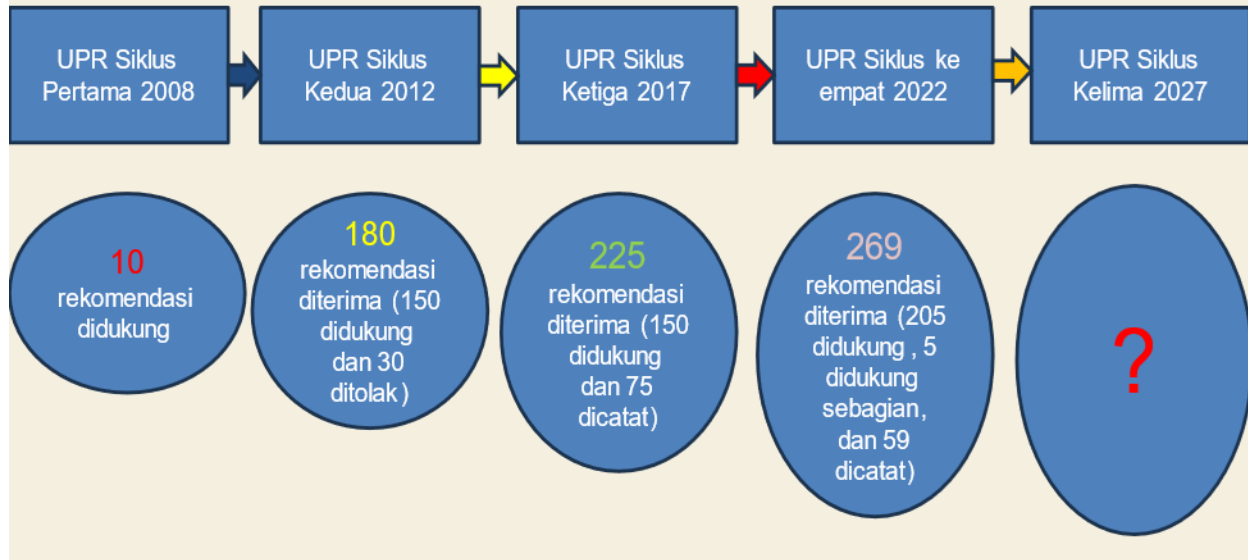 UPR Siklus
Pertama 2008
UPR Siklus
Kedua 2012
UPR Siklus
Ketiga 2017
UPR Siklus ke
empat 2022
UPR Siklus
Kelima 2027
10
rekomendasi
didukung
180
rekomendasi
diterima (150
didukung
dan 30
ditolak)
225
rekomendasi
diterima (150
didukung
dan 75
dicatat)
269
rekomendasi
diterima (205
didukung , 5
didukung
sebagian,
dan 59
dicatat)
?